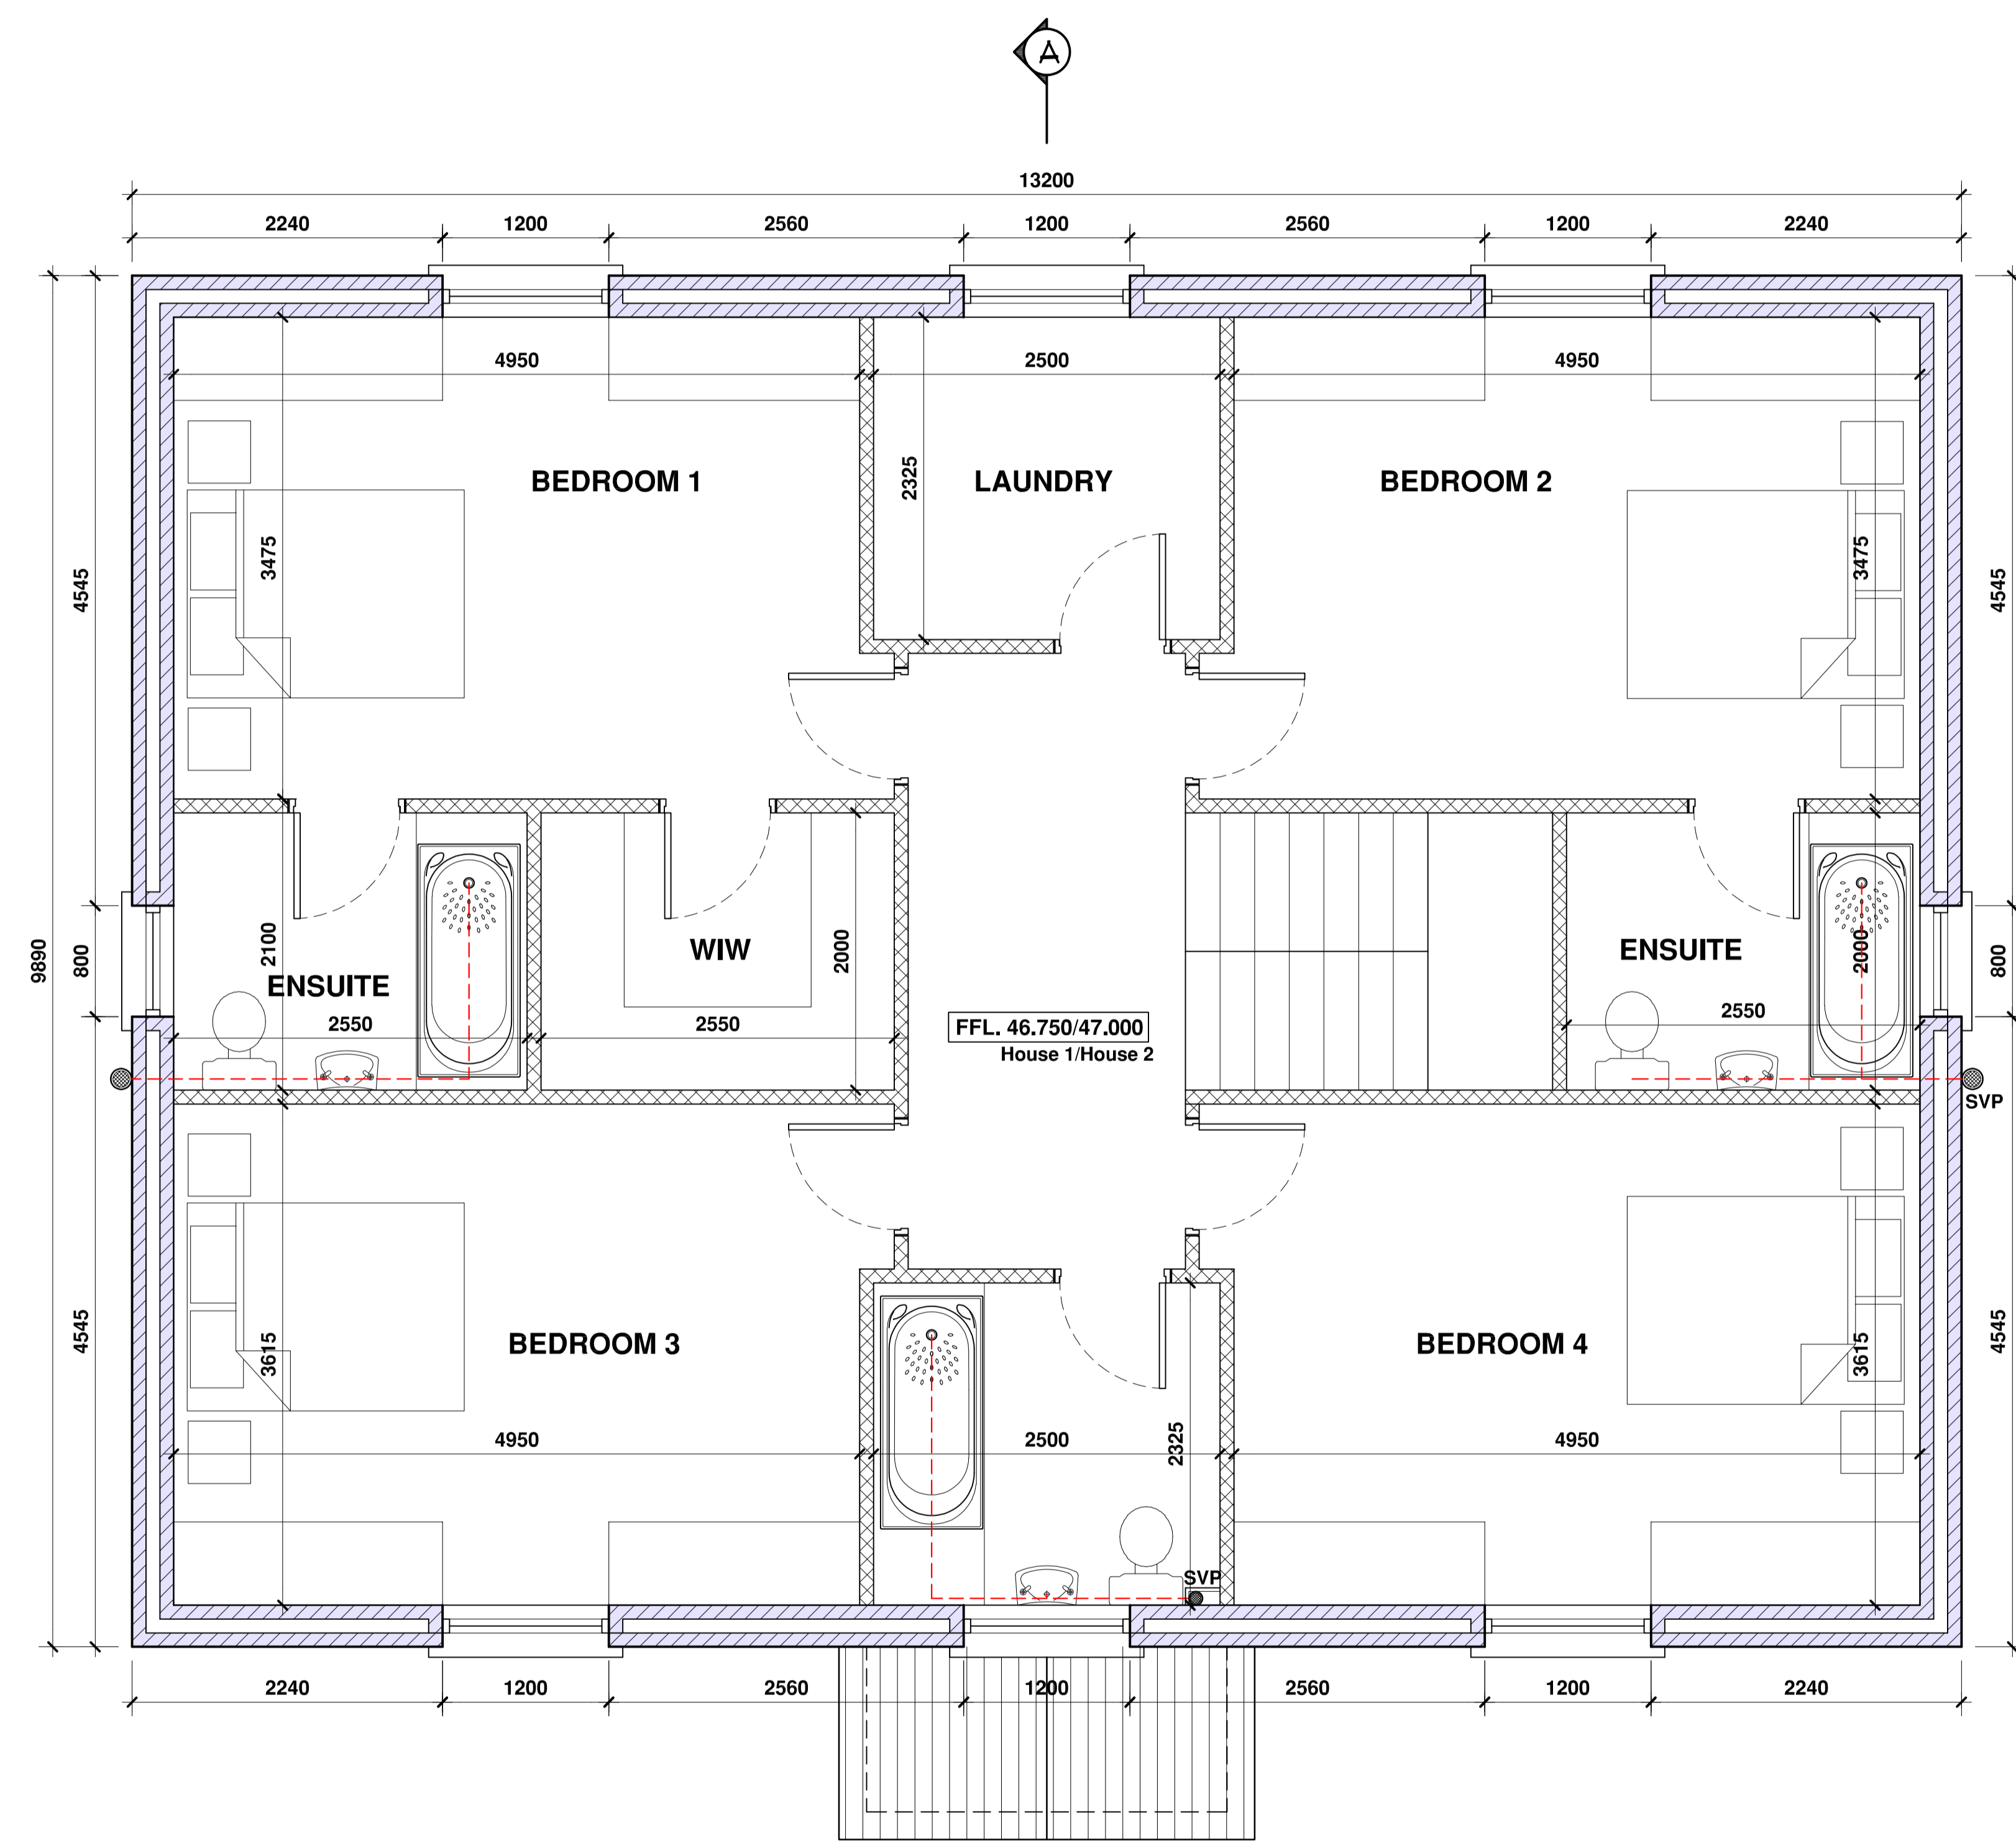 A
13200
2240 1200 2560 1200 2560 1200 2240
4950 2500 4950
BEDROOM 1 LAUNDRY BEDROOM 2
2325
3475 3475
4545 4545
9890
800 800
2100 2000 2000
WIW ENSUITE
ENSUITE
2550 2550 2550
FFL. 46.750/47.000
House 1/House 2
SVP
BEDROOM 3 BEDROOM 4
4545 4545
3615 3615
4950 2500 4950
2325
SVP
2240 1200 2560 1200 2560 1200 2240